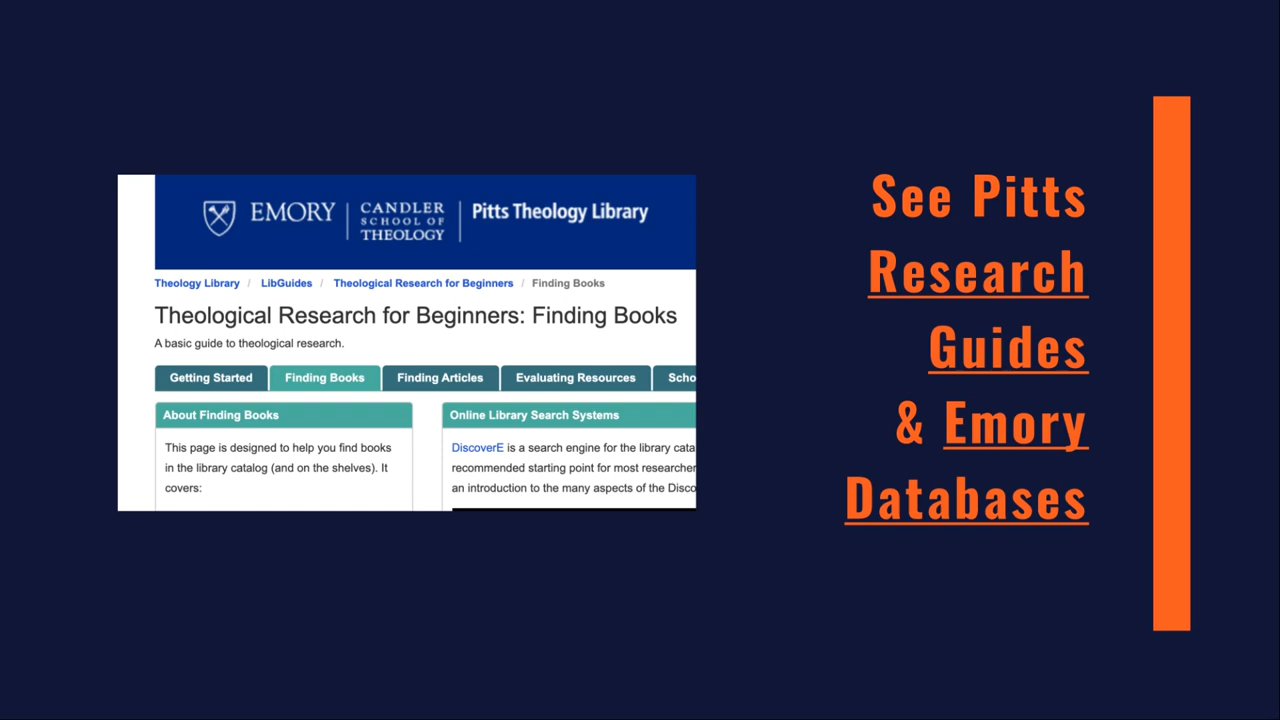 EMORY
CANDLER
SCHOOL OF
THEOLOGY
Pitts Theology Library
Theology Library / LibGuides / Theological Research for Beginners / Finding Books
Theological Research for Beginners: Finding Books
A basic guide to theological research.
Getting Started Finding Books Finding Articles Evaluating Resources Scho
About Finding Books
This page is designed to help you find books
in the library catalog (and on the shelves). It
covers:
Online Library Search Systems
DiscoverE is a search engine for the library cata
recommended starting point for most researcher
an introduction to the many aspects of the Disco
See Pitts
Research
Guides
& Emory
Databases